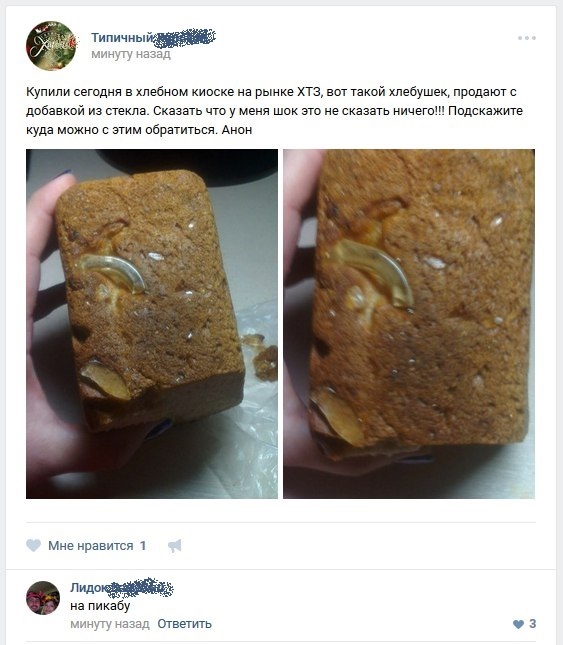 Типичный
минуту назад
Купили сегодня в хлебном киоске на рынке ХТЗ, вот такой хлебушек, продают с
добавкой из стекла. Сказать что у меня шок это не сказать ничего!!! Подскажите
куда можно с этим обратиться. Анон
Мне нравится 1
Лидок
на пикабу
минуту назад Ответить 3